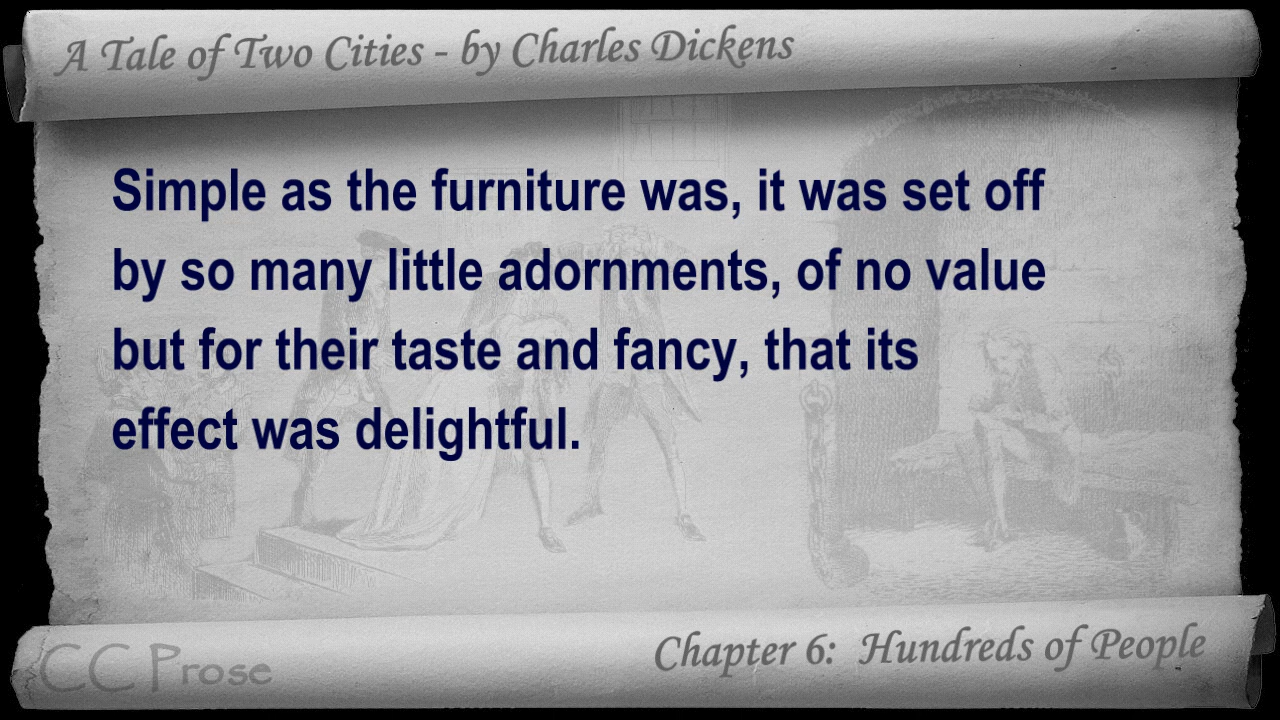 A Tale of Two Cities - by Charles Dickens
Simple as the furniture was, it was set off
by so many little adornments, of no value
but for their taste and fancy, that its
effect was delightful.
CC Prose
Chapter 6: Hundreds of People